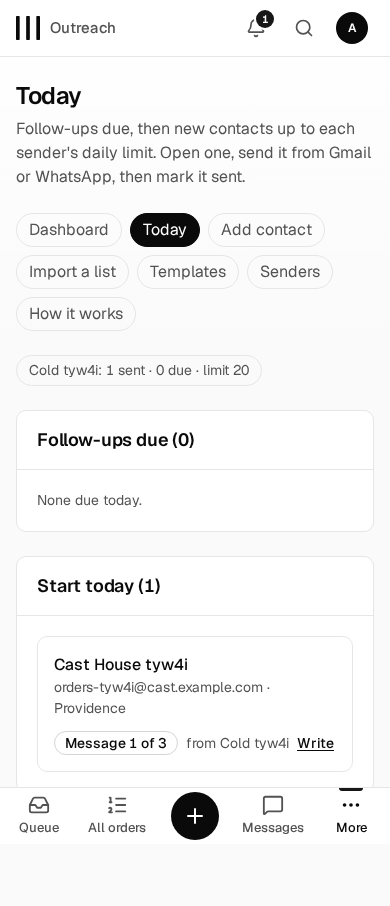 Outreach
1
A
Today
Follow-ups due, then new contacts up to each
sender's daily limit. Open one, send it from Gmail
or WhatsApp, then mark it sent.
Dashboard Today Add contact
Import a list Templates Senders
How it works
Cold tyw4i: 1 sent · 0 due · limit 20
Follow-ups due (0)
None due today.
Start today (1)
Cast House tyw4i
orders-tyw4i@cast.example.com ·
Providence
Message 1 of 3 from Cold tyw4i Write
Queue All orders Messages More